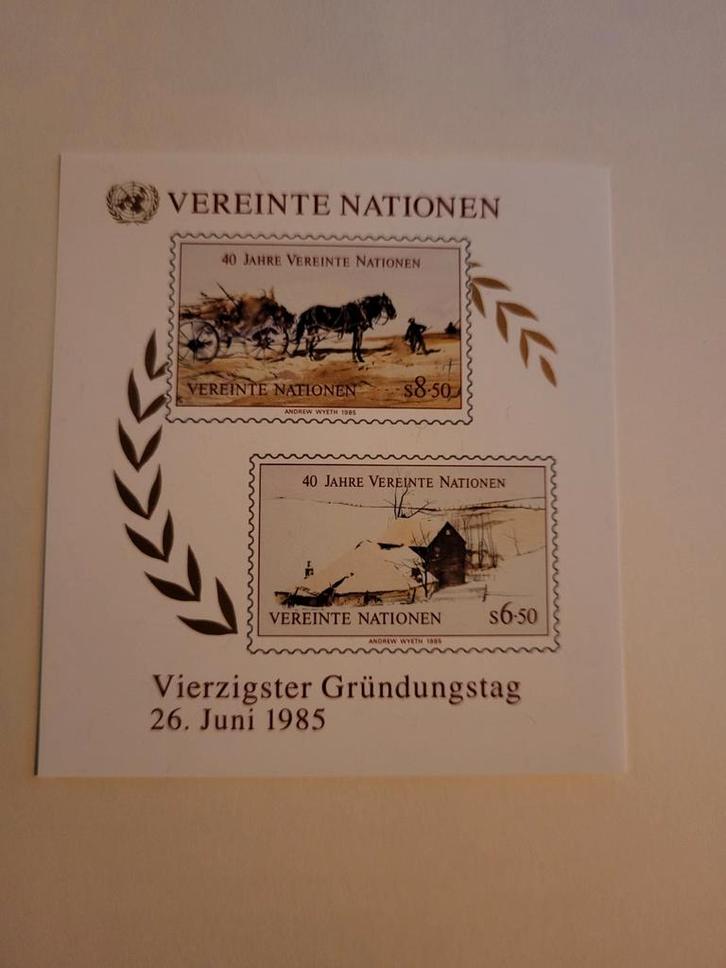 VEREINTE NATIONEN
40 JAHRE VEREINTE NATIONEN
VEREINTE NATIONEN s8·50
ANDREW WYETH 1985
40 JAHRE VEREINTE NATIONEN
VEREINTE NATIONEN s6·50
ANDREW WYETH 1985
Vierzigster Gründungstag
26. Juni 1985